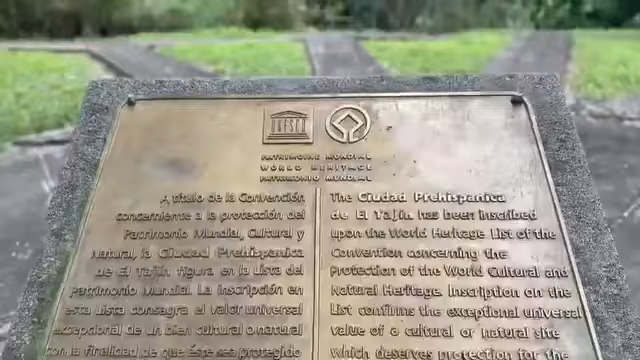 UNESCO
PATRIMOINE MONDIAL
WORLD HERITAGE
PATRIMONIO MUNDIAL
A título de la Convención
concerniente a la protección del
Patrimonio Mundial, Cultural y
Natural, la Ciudad Prehispanica
de El Tajín, figura en la Lista del
Patrimonio Mundial. La inscripción en
esta Lista consagra el valor universal
excepcional de un bien cultural o natural
con la finalidad de que éste sea protegido
The Ciudad Prehispanica
de El Tajín has been inscribed
upon the World Heritage List of the
Convention concerning the
Protection of the World Cultural and
Natural Heritage. Inscription on the
List confirms the exceptional universal
value of a cultural or natural site
which deserves protection for the